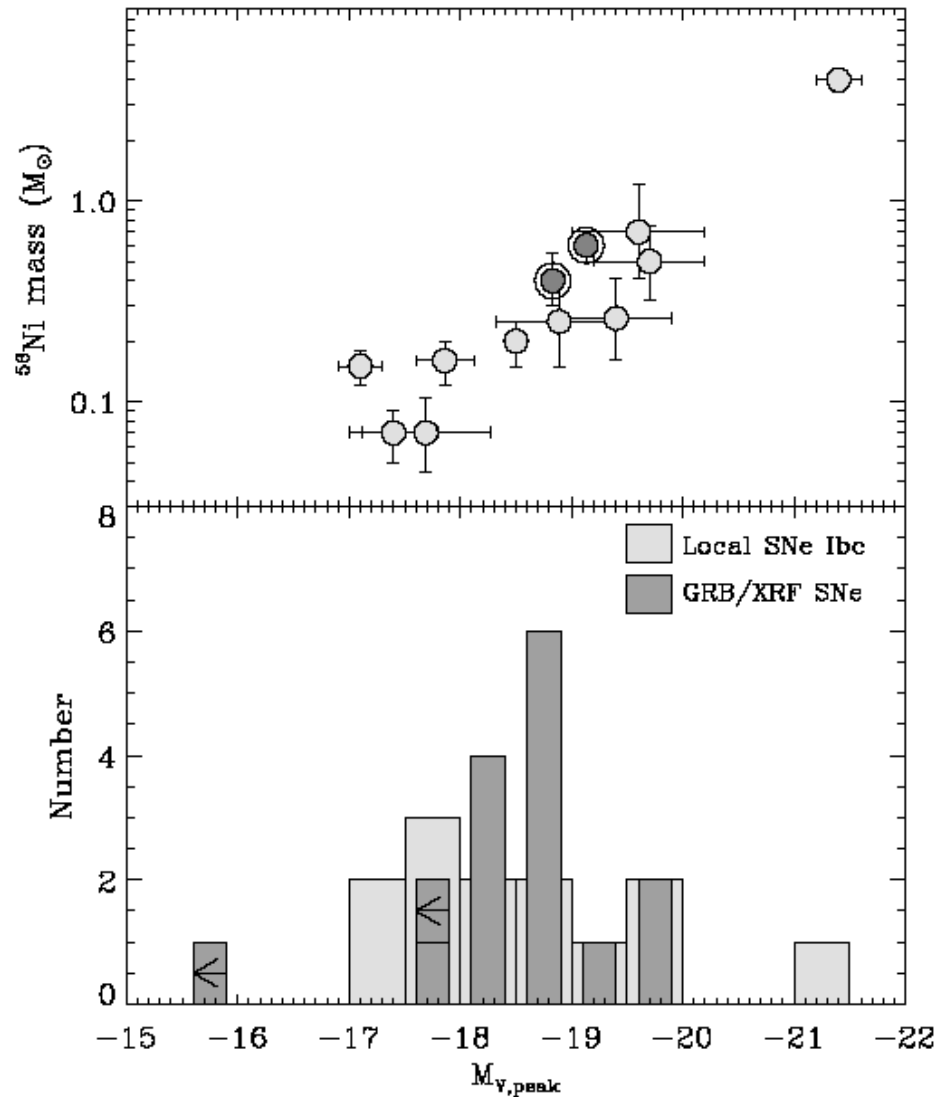 ⁵⁶Ni mass (M☉)
1.0
0.1
8
6
4
2
0
Number
Local SNe Ibc
GRB/XRF SNe
−15 −16 −17 −18 −19 −20 −21 −22
M_V,peak